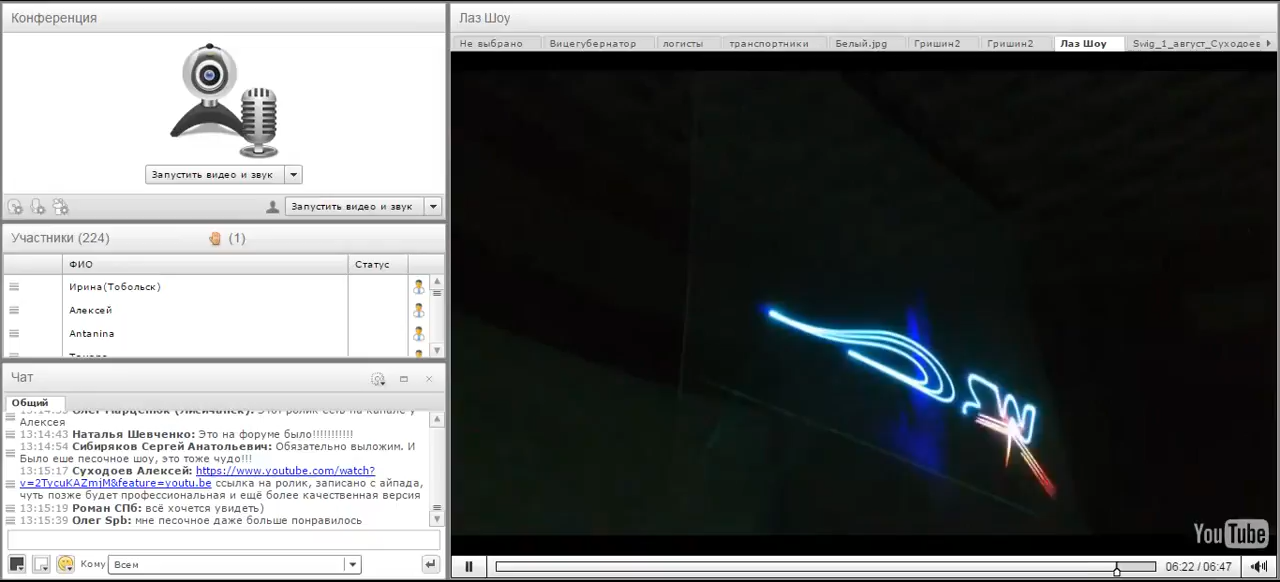 Конференция
Запустить видео и звук
Запустить видео и звук
Участники (224)
(1)
ФИО
Статус
Ирина(Тобольск)
Алексей
Antanina
Чат
Общий
Алексея
13:14:43 Наталья Шевченко: Это на форуме было!!!!!!!!!!!
13:14:54 Сибиряков Сергей Анатольевич: Обязательно выложим. И
Было еше песочное шоу, это тоже чудо!!!
13:15:17 Суходоев Алексей: https://www.youtube.com/watch?
v=2TvcuKAZmjM&feature=youtu.be ссылка на ролик, записано с айпада,
чуть позже будет профессиональная и ещё более качественная версия
13:15:19 Роман СПб: всё хочется увидеть)
13:15:39 Олег Spb: мне песочное даже больше понравилось
Кому
Всем
Лаз Шоу
Не выбрано
Вицегубернатор
логисты
транспортники
Белый.jpg
Гришин2
Гришин2
Лаз Шоу
Svig_1_август_Суходоев
YouTube
06:22 / 06:47